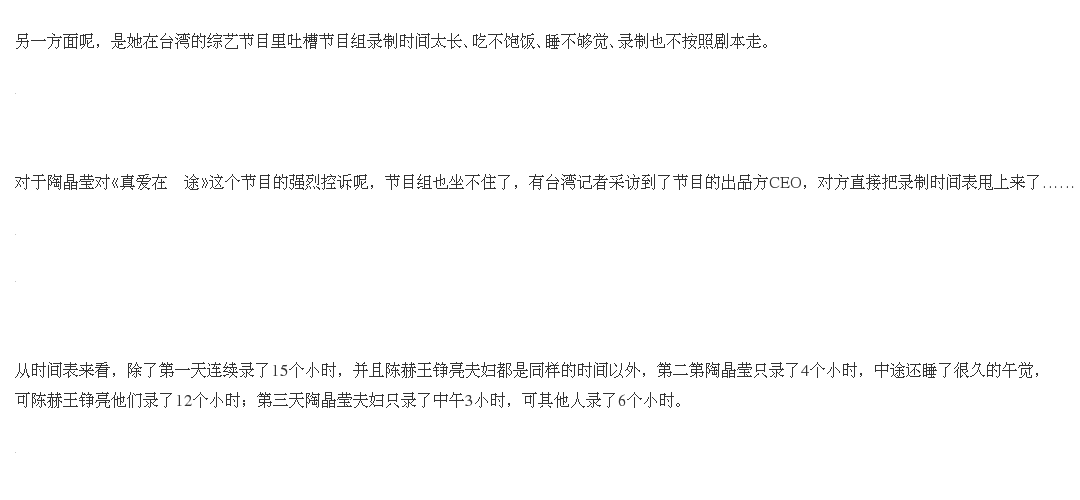 另一方面呢，是她在台湾的综艺节目里吐槽节目组录制时间太长、吃不饱饭、睡不够觉、录制也不按照剧本走。
对于陶晶莹对《真爱在　途》这个节目的强烈控诉呢，节目组也坐不住了，有台湾记者采访到了节目的出品方CEO，对方直接把录制时间表甩上来了……
从时间表来看，除了第一天连续录了15个小时，并且陈赫王铮亮夫妇都是同样的时间以外，第二第陶晶莹只录了4个小时，中途还睡了很久的午觉，
可陈赫王铮亮他们录了12个小时；第三天陶晶莹夫妇只录了中午3小时，可其他人录了6个小时。